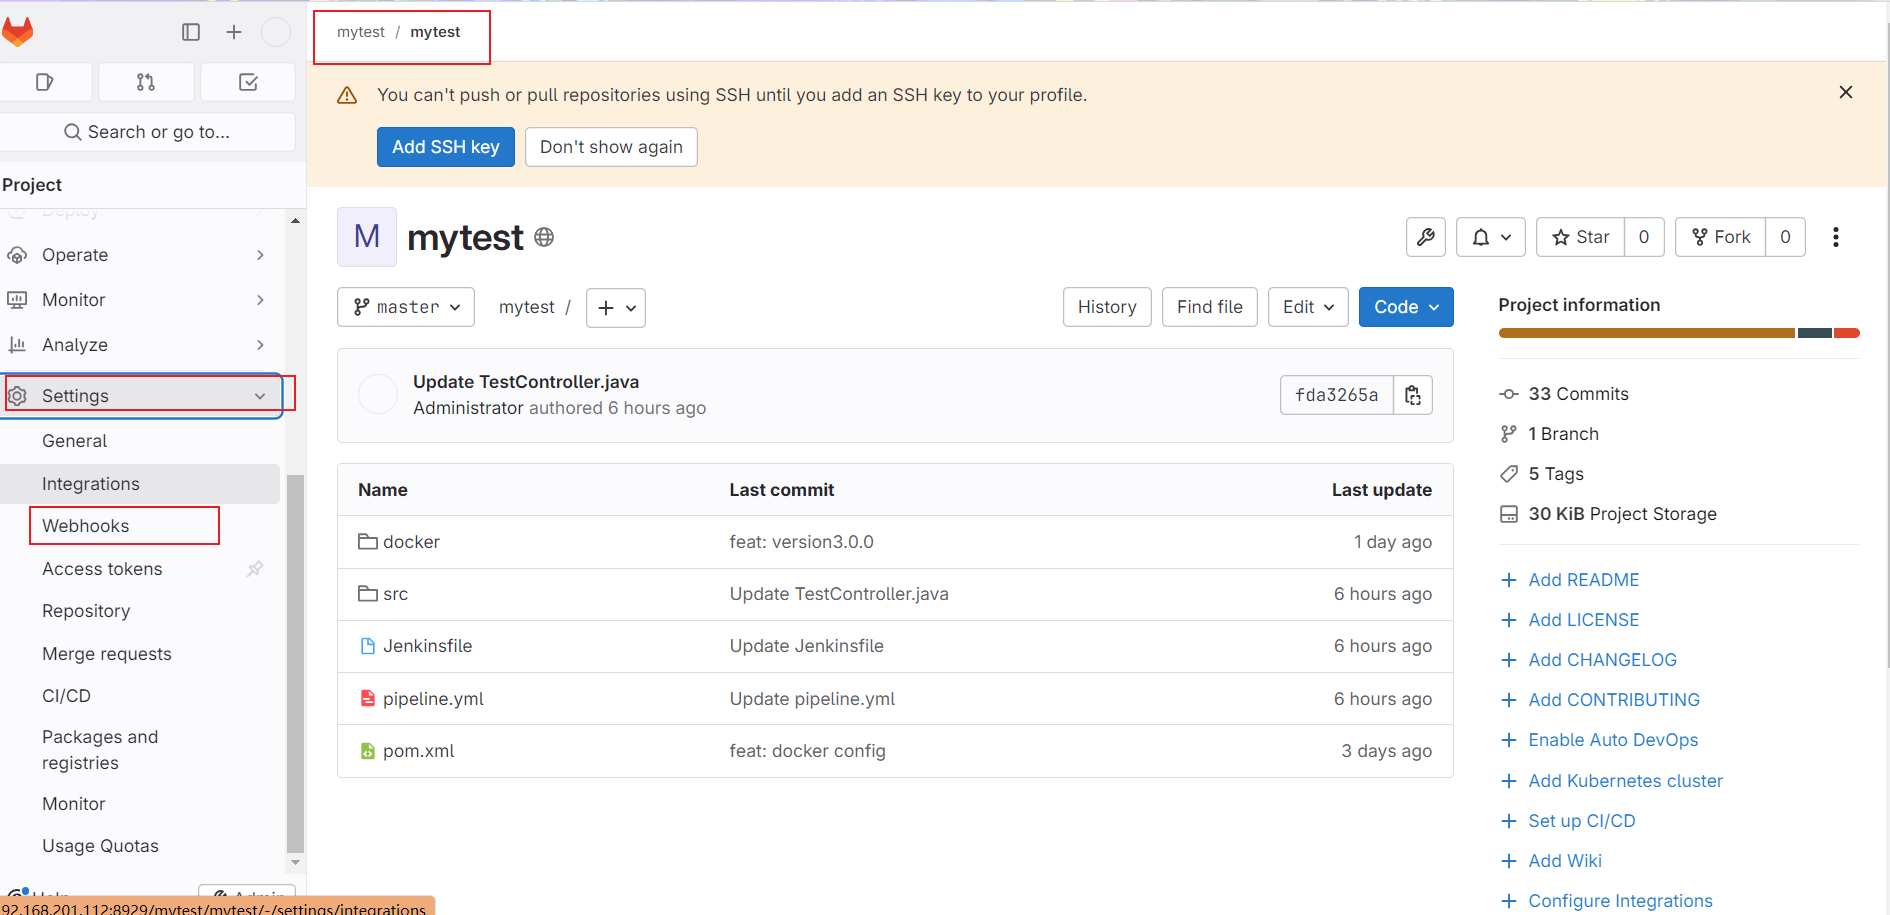 mytest / mytest
You can't push or pull repositories using SSH until you add an SSH key to your profile.
Add SSH key
Don't show again
Search or go to...
Project
Deploy
Operate
Monitor
Analyze
Settings
General
Integrations
Webhooks
Access tokens
Repository
Merge requests
CI/CD
Packages and
registries
Monitor
Usage Quotas
Help
Admin
92.168.201.112:8929/mytest/mytest/-/settings/integrations
M mytest
Star 0
Fork 0
master
mytest /
History
Find file
Edit
Code
Update TestController.java
Administrator authored 6 hours ago
fda3265a
Name Last commit Last update
docker feat: version3.0.0 1 day ago
src Update TestController.java 6 hours ago
Jenkinsfile Update Jenkinsfile 6 hours ago
pipeline.yml Update pipeline.yml 6 hours ago
pom.xml feat: docker config 3 days ago
Project information
33 Commits
1 Branch
5 Tags
30 KiB Project Storage
Add README
Add LICENSE
Add CHANGELOG
Add CONTRIBUTING
Enable Auto DevOps
Add Kubernetes cluster
Set up CI/CD
Add Wiki
Configure Integrations